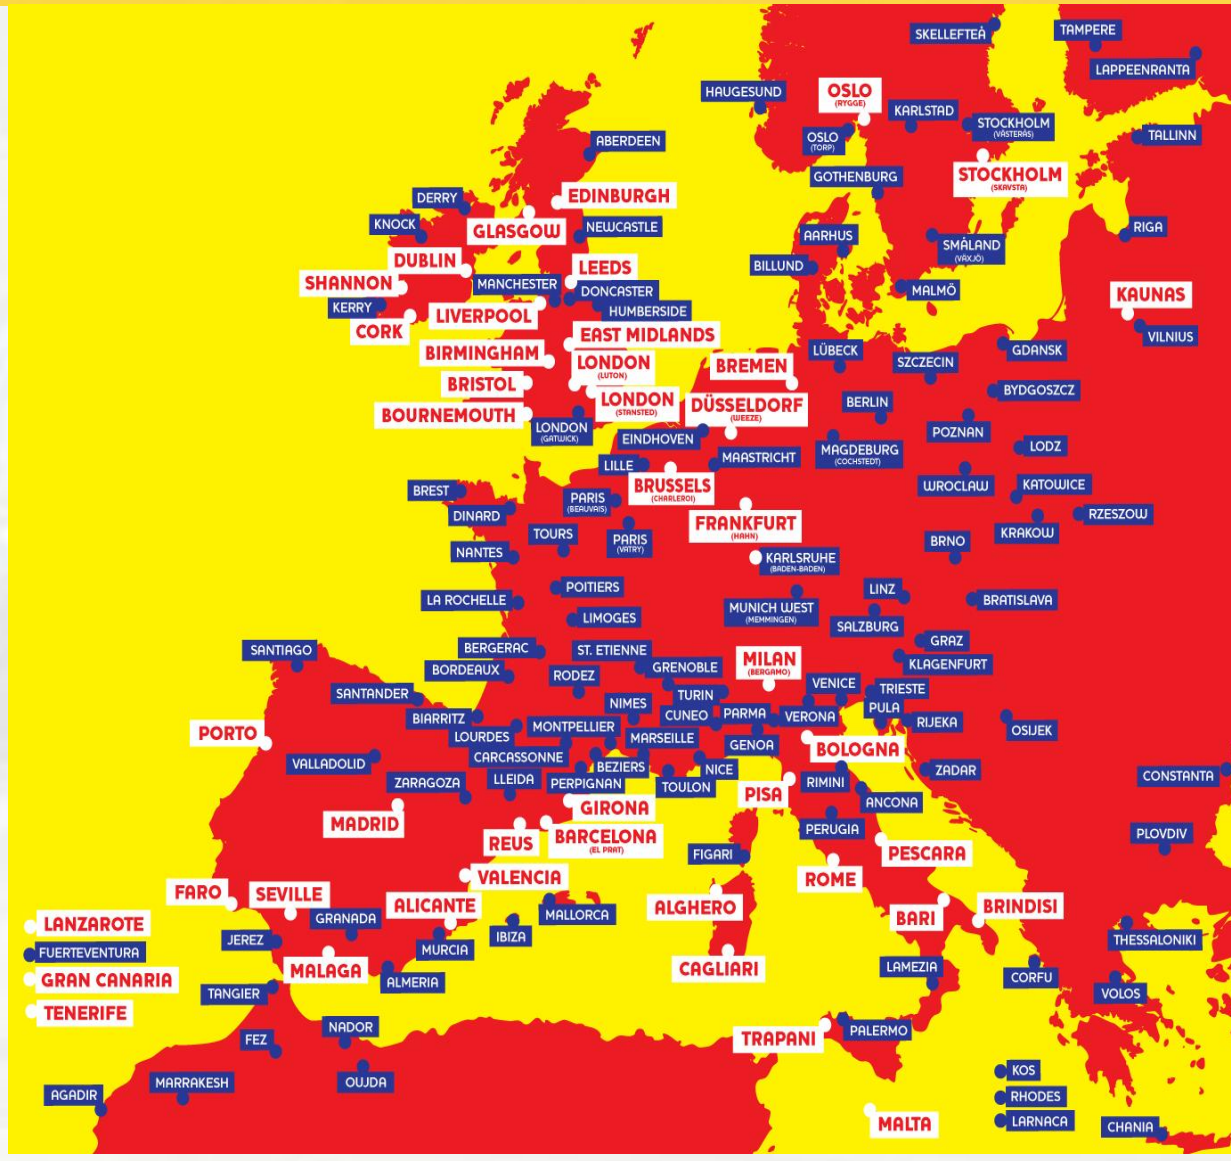 SKELLEFTEÅ
TAMPERE
LAPPEENRANTA
HAUGESUND
OSLO
(RYGGE)
KARLSTAD
OSLO
(TORP)
STOCKHOLM
(VÄSTERÅS)
TALLINN
ABERDEEN
STOCKHOLM
(SKAVSTA)
GOTHENBURG
DERRY
EDINBURGH
KNOCK
GLASGOW
NEWCASTLE
AARHUS
RIGA
SMÅLAND
(VÄXJÖ)
DUBLIN
LEEDS
BILLUND
SHANNON
MANCHESTER
DONCASTER
MALMÖ
KAUNAS
KERRY
LIVERPOOL
HUMBERSIDE
CORK
EAST MIDLANDS
VILNIUS
BIRMINGHAM
LÜBECK
GDANSK
LONDON
(LUTON)
BREMEN
SZCZECIN
BRISTOL
BYDGOSZCZ
LONDON
(STANSTED)
DÜSSELDORF
(WEEZE)
BERLIN
BOURNEMOUTH
LONDON
(GATWICK)
EINDHOVEN
POZNAN
MAGDEBURG
(COCHSTEDT)
LODZ
LILLE
MAASTRICHT
BRUSSELS
(CHARLEROI)
WROCLAW
KATOWICE
BREST
PARIS
(BEAUVAIS)
DINARD
FRANKFURT
(HAHN)
RZESZOW
KRAKOW
TOURS
PARIS
(VATRY)
BRNO
NANTES
KARLSRUHE
(BADEN-BADEN)
POITIERS
LINZ
LA ROCHELLE
MUNICH WEST
(MEMMINGEN)
BRATISLAVA
LIMOGES
SALZBURG
GRAZ
SANTIAGO
BERGERAC
ST. ETIENNE
MILAN
(BERGAMO)
KLAGENFURT
BORDEAUX
GRENOBLE
RODEZ
VENICE
TRIESTE
SANTANDER
TURIN
NIMES
PULA
BIARRITZ
CUNEO
PARMA
VERONA
RIJEKA
PORTO
LOURDES
MONTPELLIER
MARSEILLE
GENOA
OSIJEK
CARCASSONNE
BOLOGNA
VALLADOLID
BEZIERS
NICE
ZADAR
CONSTANTA
ZARAGOZA
LLEIDA
PERPIGNAN
TOULON
RIMINI
PISA
ANCONA
GIRONA
MADRID
PERUGIA
PLOVDIV
REUS
BARCELONA
(EL PRAT)
FIGARI
PESCARA
VALENCIA
ROME
FARO
SEVILLE
ALICANTE
ALGHERO
BRINDISI
LANZAROTE
GRANADA
MALLORCA
BARI
JEREZ
IBIZA
THESSALONIKI
FUERTEVENTURA
MURCIA
MALAGA
CAGLIARI
LAMEZIA
CORFU
GRAN CANARIA
ALMERIA
TANGIER
VOLOS
TENERIFE
NADOR
PALERMO
FEZ
TRAPANI
KOS
MARRAKESH
OUJDA
AGADIR
RHODES
LARNACA
MALTA
CHANIA